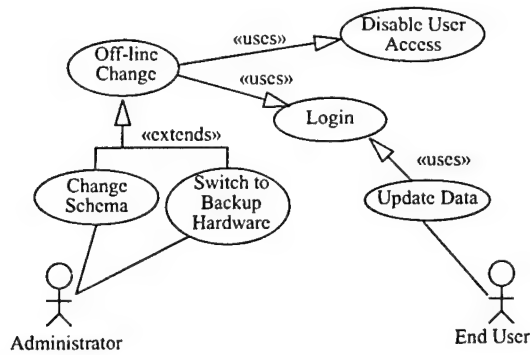 Disable User
Access
«uses»
Off-line
Change
«uses»
Login
«extends»
«uses»
Change
Schema
Switch to
Backup
Hardware
Update Data
Administrator
End User